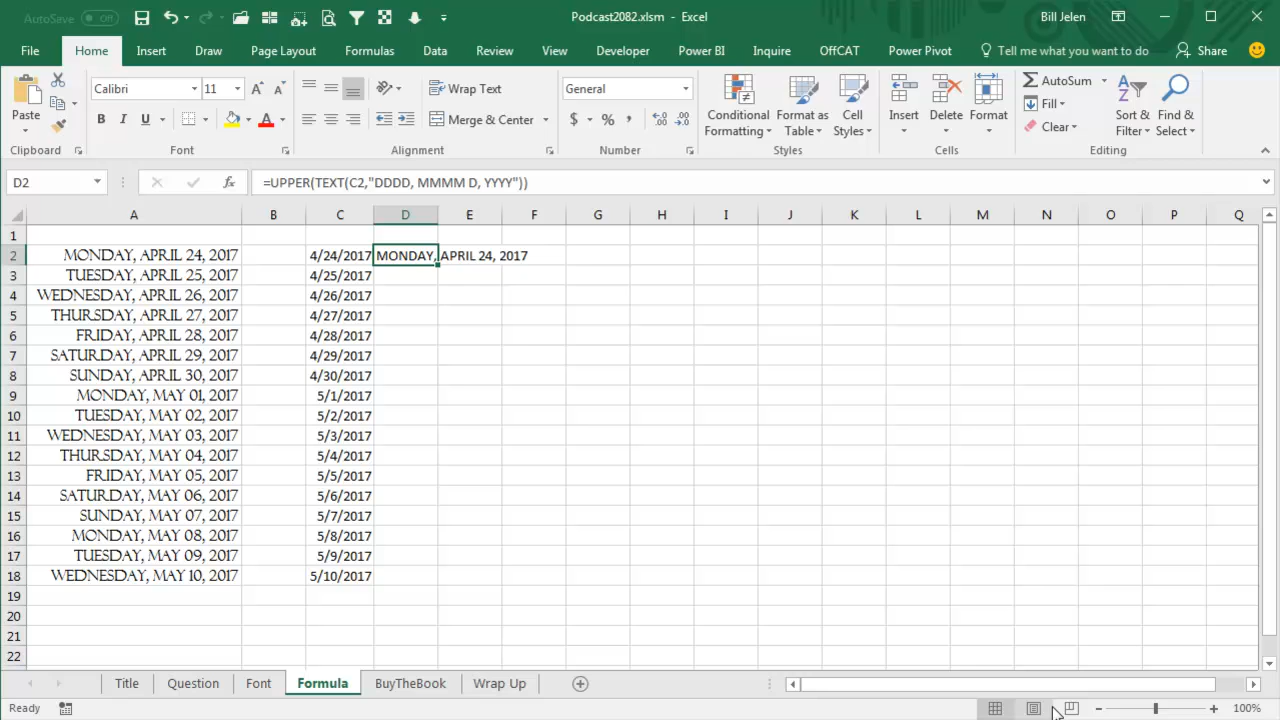 AutoSave Off Podcast2082.xlsm - Excel Bill Jelen
File Home Insert Draw Page Layout Formulas Data Review View Developer Power BI Inquire OffCAT Power Pivot Tell me what you want to do Share
Calibri 11 Wrap Text General AutoSum
Paste B I U Merge & Center $ % , Conditional Formatting Format as Table Cell Styles Insert Delete Format Fill Clear Sort & Filter Find & Select
Clipboard Font Alignment Number Styles Cells Editing
D2 fx =UPPER(TEXT(C2,"DDDD, MMMM D, YYYY"))
A B C D E F G H I J K L M N O P Q
1
2 MONDAY, APRIL 24, 2017 4/24/2017 MONDAY, APRIL 24, 2017
3 TUESDAY, APRIL 25, 2017 4/25/2017
4 WEDNESDAY, APRIL 26, 2017 4/26/2017
5 THURSDAY, APRIL 27, 2017 4/27/2017
6 FRIDAY, APRIL 28, 2017 4/28/2017
7 SATURDAY, APRIL 29, 2017 4/29/2017
8 SUNDAY, APRIL 30, 2017 4/30/2017
9 MONDAY, MAY 01, 2017 5/1/2017
10 TUESDAY, MAY 02, 2017 5/2/2017
11 WEDNESDAY, MAY 03, 2017 5/3/2017
12 THURSDAY, MAY 04, 2017 5/4/2017
13 FRIDAY, MAY 05, 2017 5/5/2017
14 SATURDAY, MAY 06, 2017 5/6/2017
15 SUNDAY, MAY 07, 2017 5/7/2017
16 MONDAY, MAY 08, 2017 5/8/2017
17 TUESDAY, MAY 09, 2017 5/9/2017
18 WEDNESDAY, MAY 10, 2017 5/10/2017
19
20
21
22
Title Question Font Formula BuyTheBook Wrap Up
Ready 100%